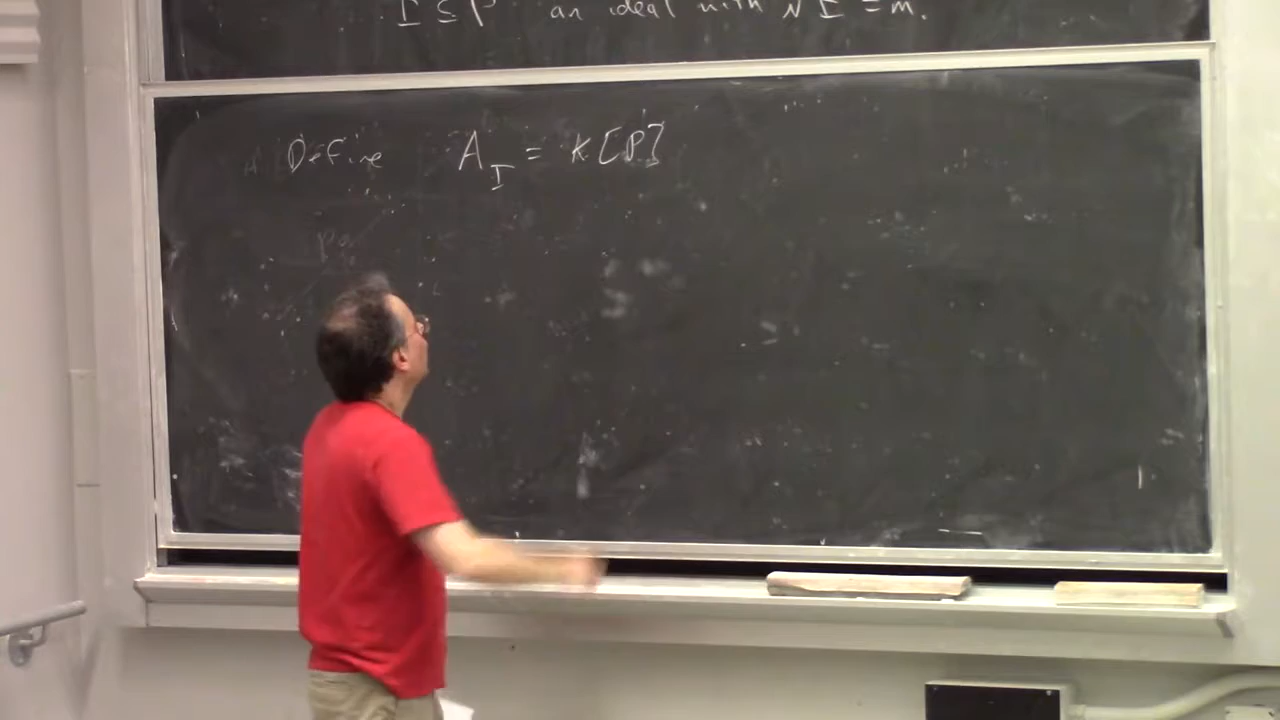 I ⊆ P an ideal with √I = m.
Define A_I = k[P]